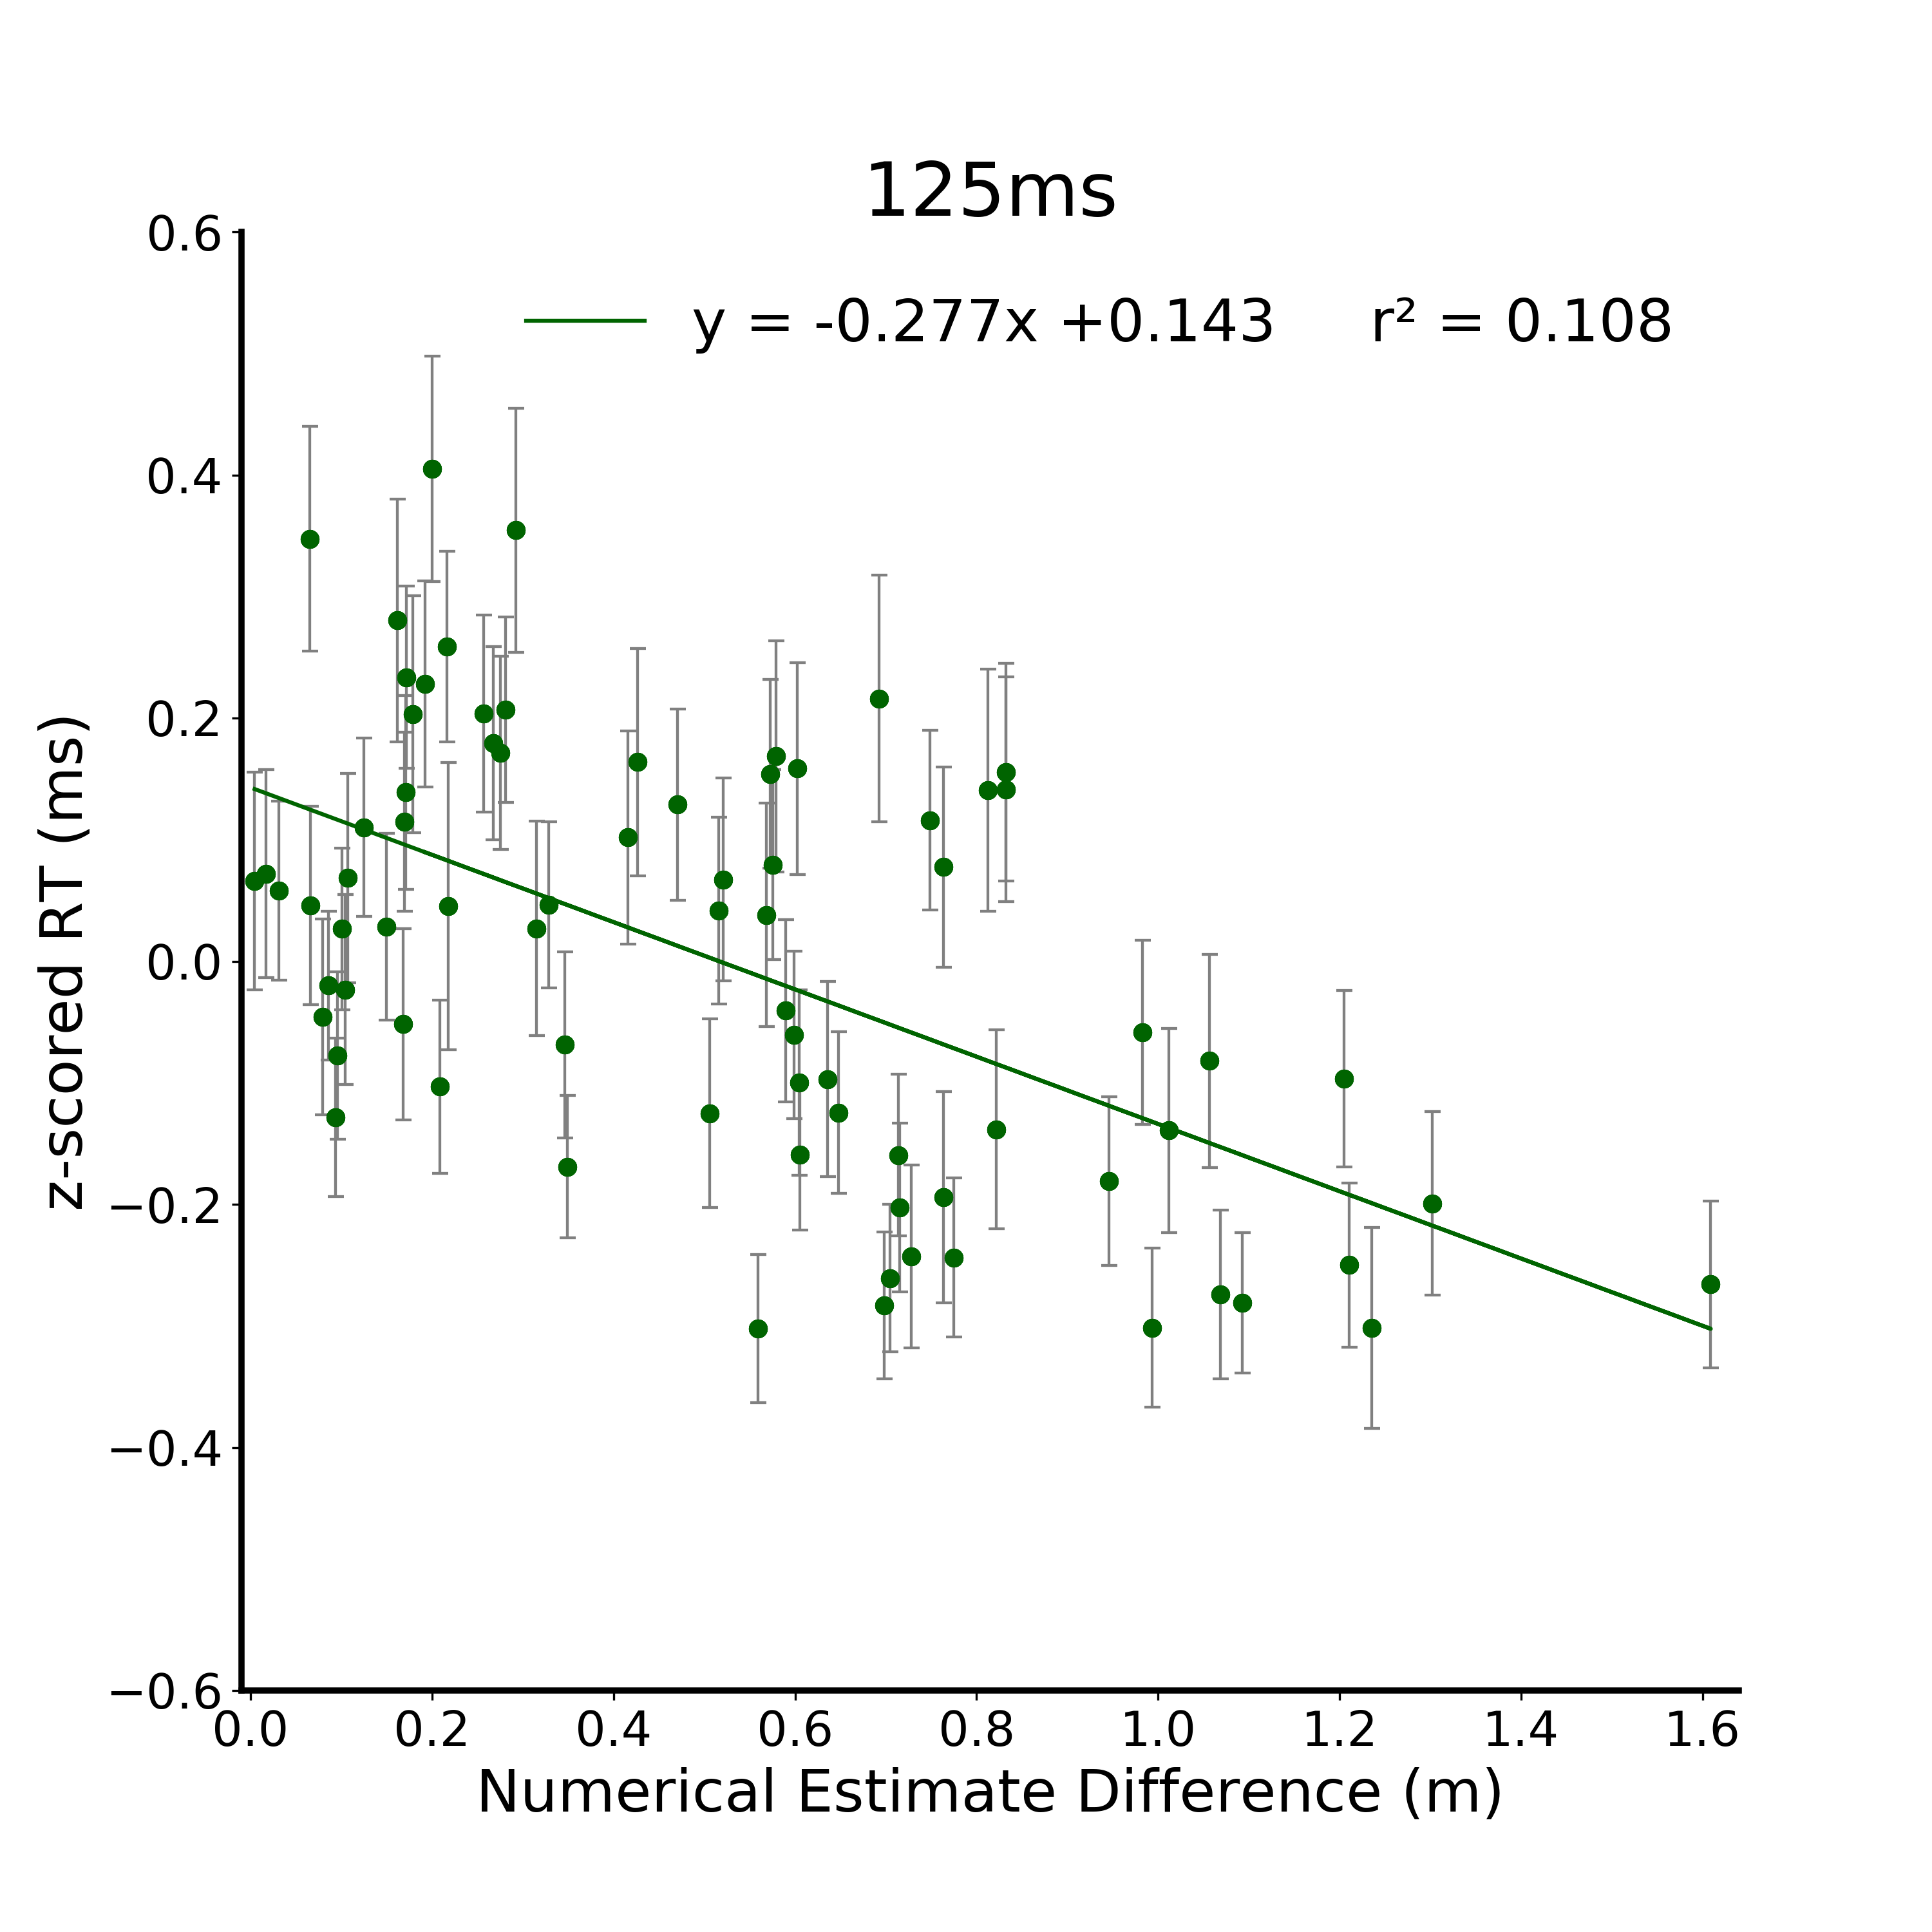 125ms
y = -0.277x +0.143 r² = 0.108
0.6
0.4
0.2
0.0
−0.2
−0.4
−0.6
z-scored RT (ms)
0.0 0.2 0.4 0.6 0.8 1.0 1.2 1.4 1.6
Numerical Estimate Difference (m)